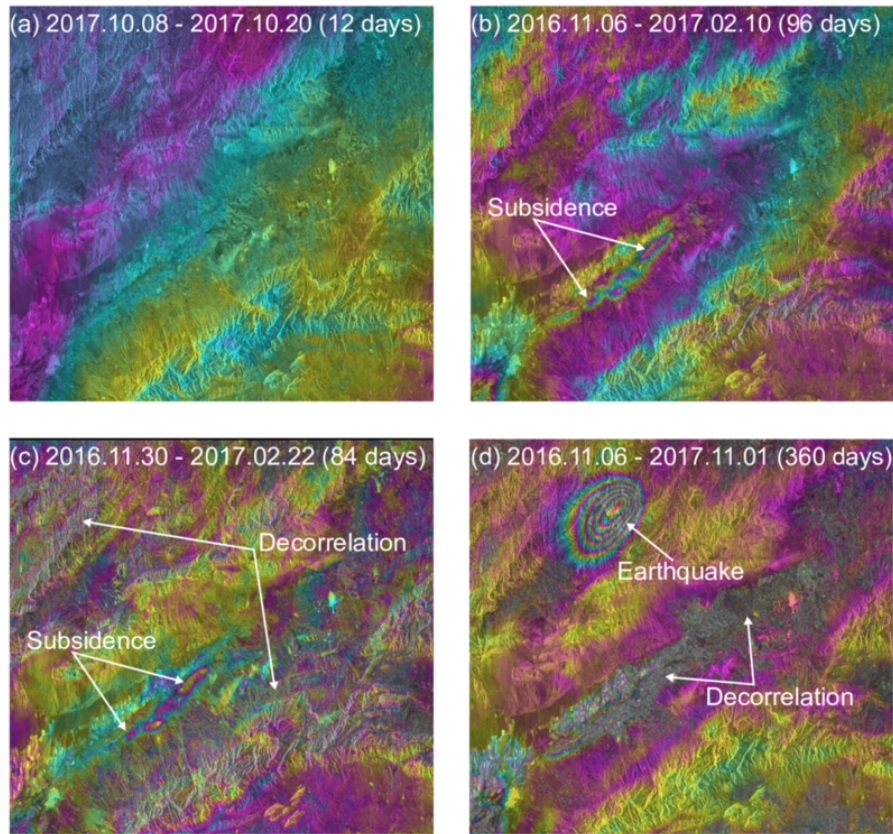 (a) 2017.10.08 - 2017.10.20 (12 days)
(b) 2016.11.06 - 2017.02.10 (96 days)
Subsidence
(c) 2016.11.30 - 2017.02.22 (84 days)
Decorrelation
Subsidence
(d) 2016.11.06 - 2017.11.01 (360 days)
Earthquake
Decorrelation